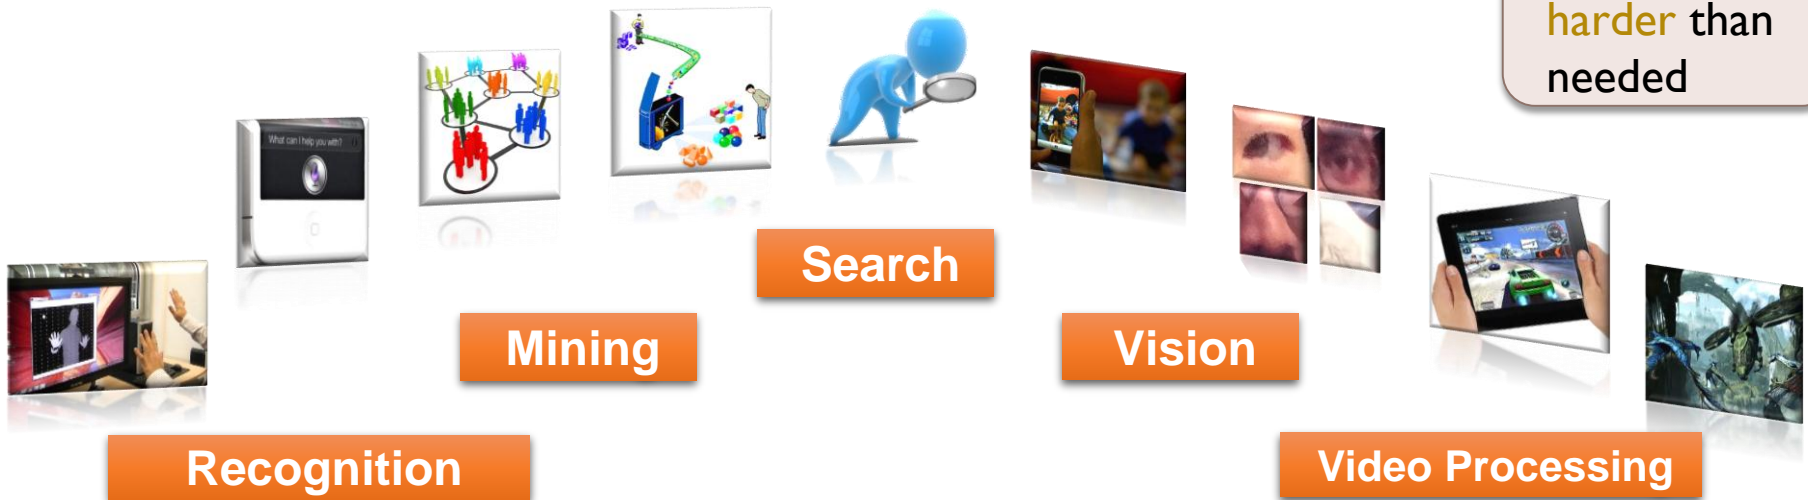 harder than
needed
What can I help you with?
Search
Mining
Vision
Recognition
Video Processing